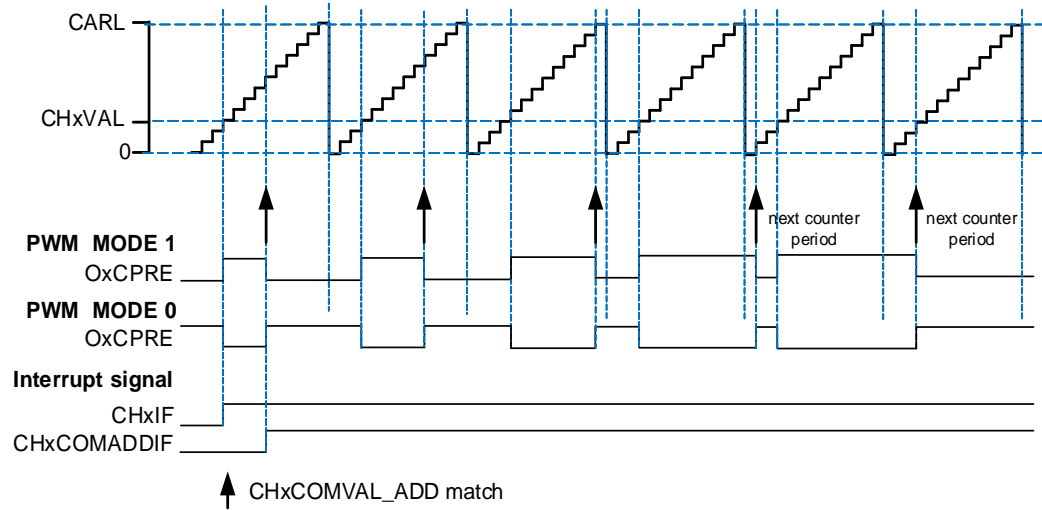 CARL
CHxVAL
0
next counter
period
next counter
period
PWM MODE 1
OxCPRE
PWM MODE 0
OxCPRE
Interrupt signal
CHxIF
CHxCOMADDIF
CHxCOMVAL_ADD match